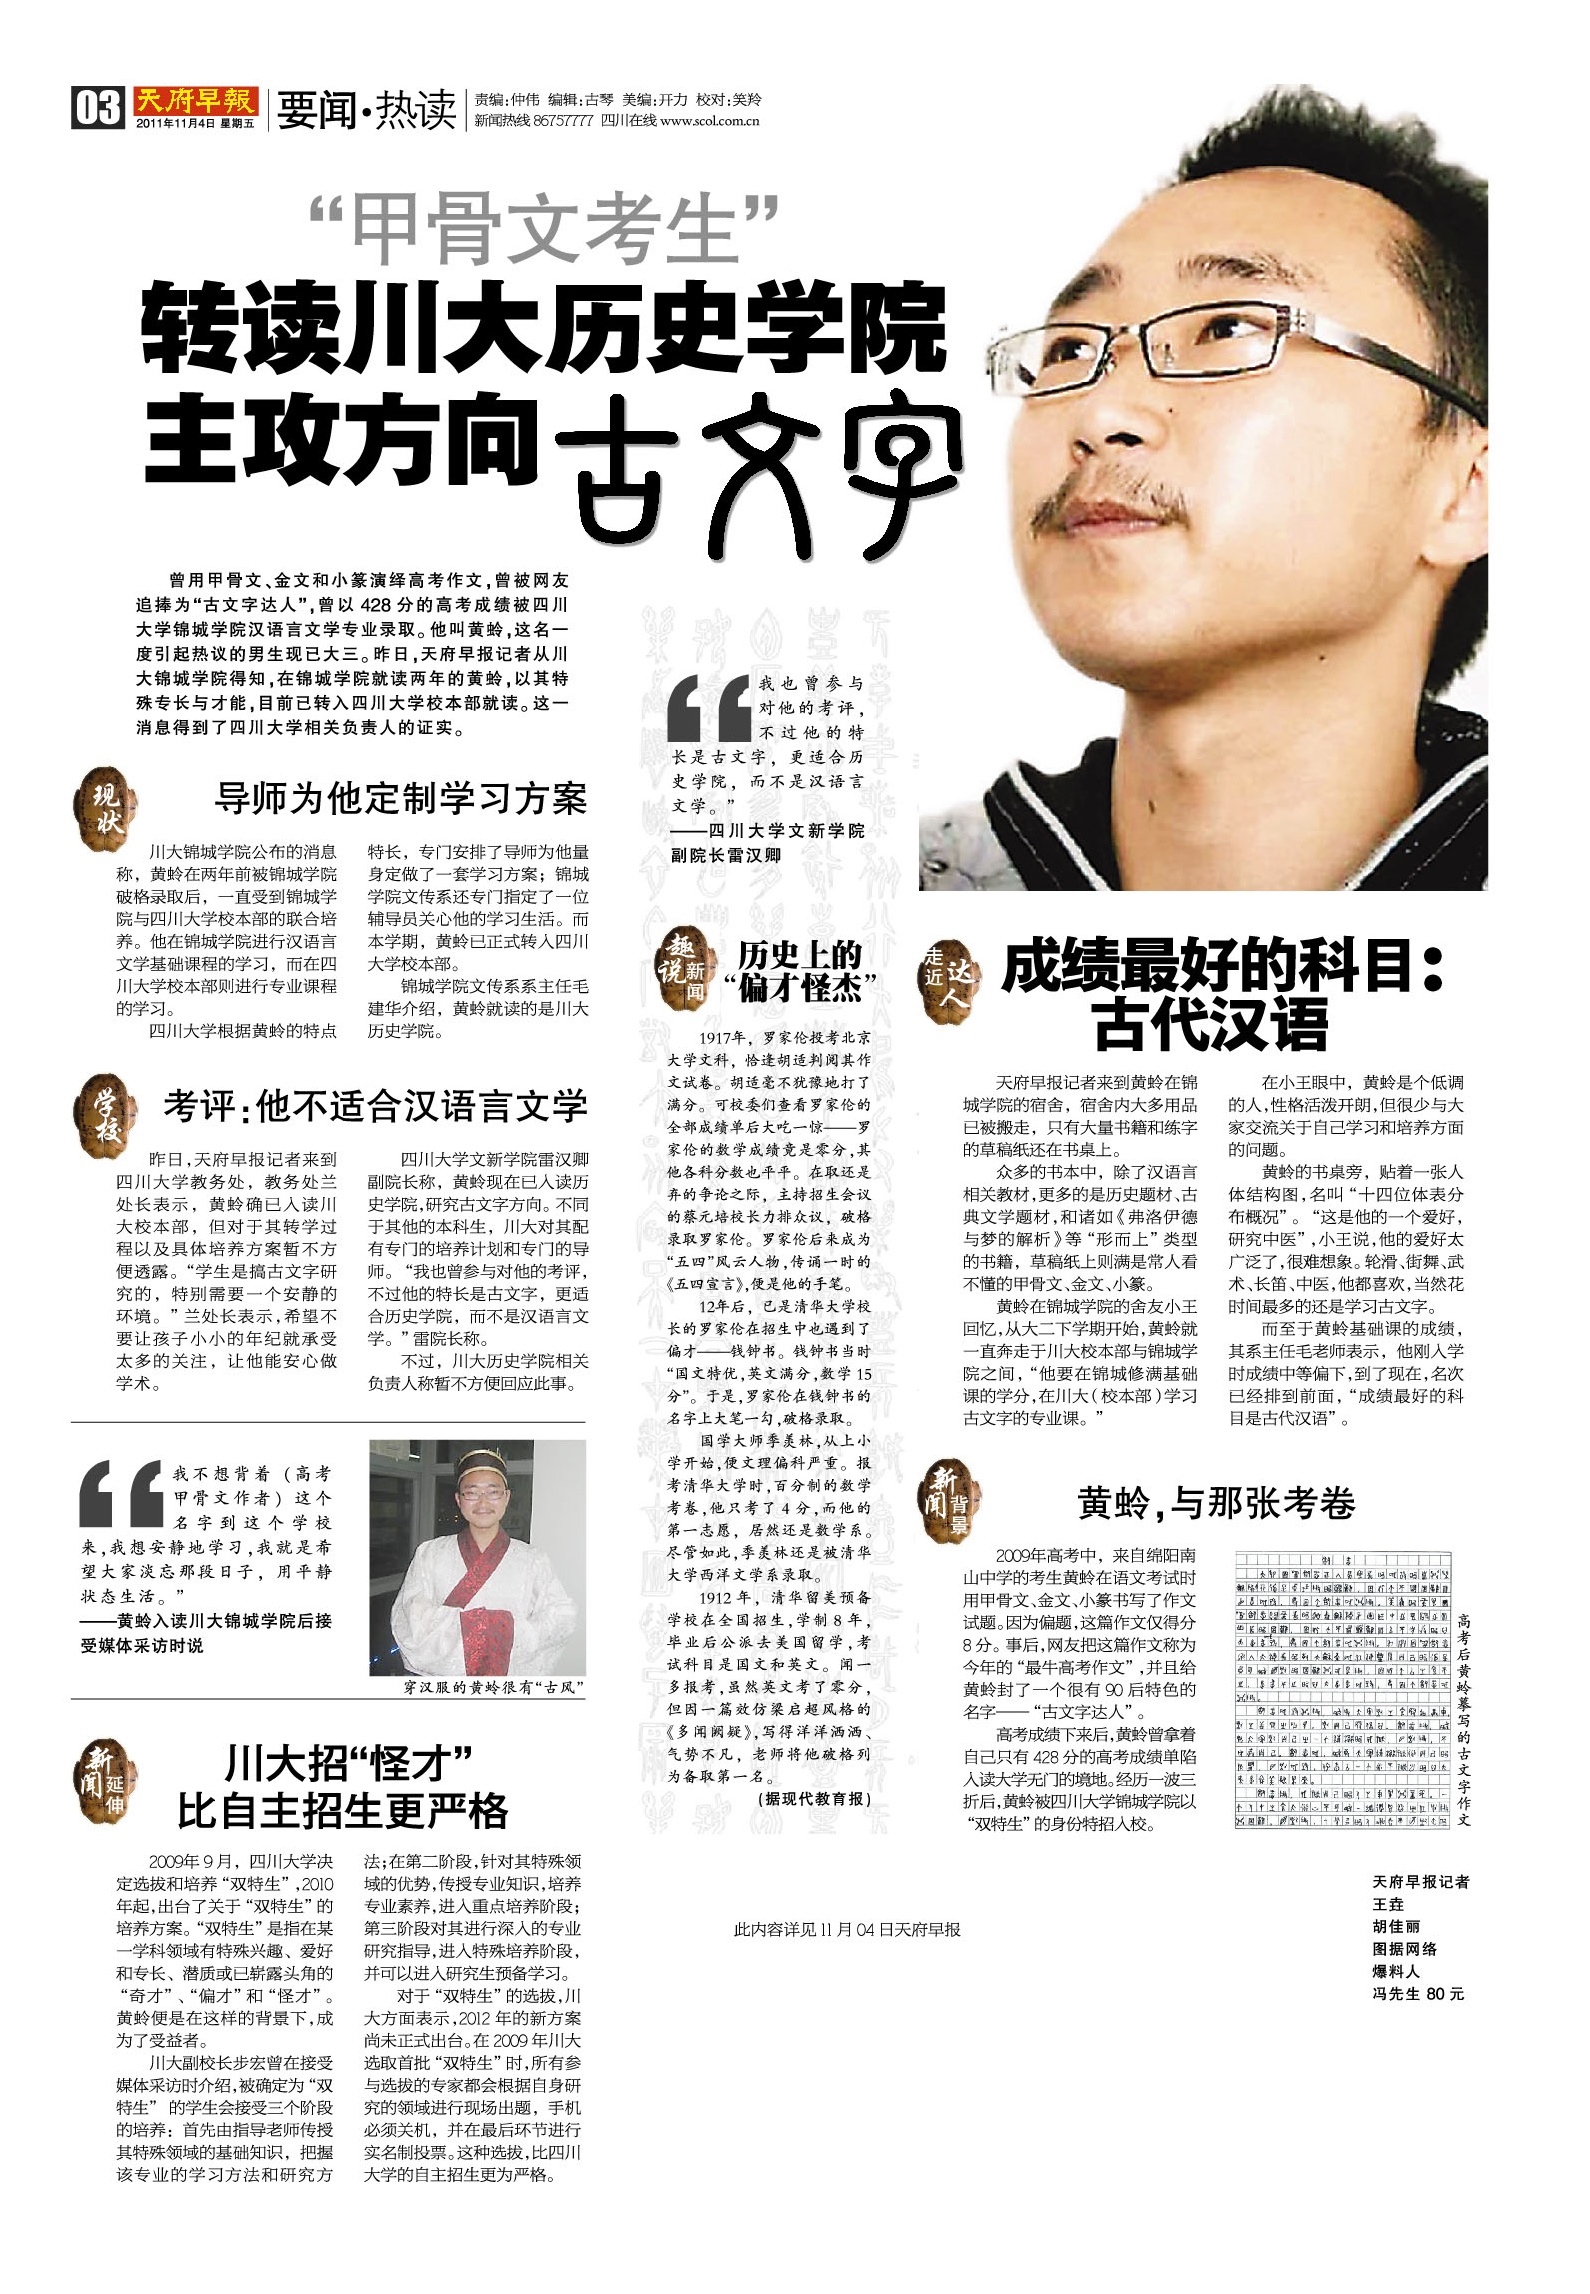 03 天府早報
2011年11月4日 星期五
要闻·热读
责编:仲伟 编辑:古琴 美编:开力 校对:笑羚
新闻热线 86757777 四川在线 www.scol.com.cn
“甲骨文考生”
转读川大历史学院
主攻方向古文字
曾用甲骨文、金文和小篆演绎高考作文,曾被网友
追捧为“古文字达人”,曾以 428 分的高考成绩被四川
大学锦城学院汉语言文学专业录取。他叫黄蛉,这名一
度引起热议的男生现已大三。昨日,天府早报记者从川
大锦城学院得知,在锦城学院就读两年的黄蛉,以其特
殊专长与才能,目前已转入四川大学校本部就读。这一
消息得到了四川大学相关负责人的证实。
现状
导师为他定制学习方案
川大锦城学院公布的消息
称，黄蛉在两年前被锦城学院
破格录取后，一直受到锦城学
院与四川大学校本部的联合培
养。他在锦城学院进行汉语言
文学基础课程的学习，而在四
川大学校本部则进行专业课程
的学习。
四川大学根据黄蛉的特点
特长，专门安排了导师为他量
身定做了一套学习方案；锦城
学院文传系还专门指定了一位
辅导员关心他的学习生活。而
本学期，黄蛉已正式转入四川
大学校本部。
锦城学院文传系系主任毛
建华介绍，黄蛉就读的是川大
历史学院。
学校
考评:他不适合汉语言文学
昨日,天府早报记者来到
四川大学教务处，教务处兰
处长表示，黄蛉确已入读川
大校本部，但对于其转学过
程以及具体培养方案暂不方
便透露。“学生是搞古文字研
究的，特别需要一个安静的
环境。”兰处长表示,希望不
要让孩子小小的年纪就承受
太多的关注，让他能安心做
学术。
四川大学文新学院雷汉卿
副院长称，黄蛉现在已入读历
史学院,研究古文字方向。不同
于其他的本科生，川大对其配
有专门的培养计划和专门的导
师。“我也曾参与对他的考评,
不过他的特长是古文字，更适
合历史学院，而不是汉语言文
学。”雷院长称。
不过，川大历史学院相关
负责人称暂不方便回应此事。
“我不想背着（高考
甲骨文作者）这个
名字到这个学校
来,我想安静地学习,我就是希
望大家淡忘那段日子，用平静
状态生活。”
——黄蛉入读川大锦城学院后接
受媒体采访时说
穿汉服的黄蛉很有“古风”
新闻延伸
川大招“怪才”
比自主招生更严格
2009年 9 月，四川大学决
定选拔和培养“双特生”,2010
年起,出台了关于“双特生”的
培养方案。“双特生”是指在某
一学科领域有特殊兴趣、爱好
和专长、潜质或已崭露头角的
“奇才”、“偏才”和“怪才”。
黄蛉便是在这样的背景下,成
为了受益者。
川大副校长步宏曾在接受
媒体采访时介绍,被确定为“双
特生”的学生会接受三个阶段
的培养：首先由指导老师传授
其特殊领域的基础知识，把握
该专业的学习方法和研究方
法;在第二阶段,针对其特殊领
域的优势,传授专业知识,培养
专业素养,进入重点培养阶段;
第三阶段对其进行深入的专业
研究指导,进入特殊培养阶段,
并可以进入研究生预备学习。
对于“双特生”的选拔,川
大方面表示,2012 年的新方案
尚未正式出台。在 2009 年川大
选取首批“双特生”时,所有参
与选拔的专家都会根据自身研
究的领域进行现场出题，手机
必须关机，并在最后环节进行
实名制投票。这种选拔,比四川
大学的自主招生更为严格。
“我也曾参与
对他的考评,
不过他的特
长是古文字，更适合历
史学院，而不是汉语言
文学。”
——四川大学文新学院
副院长雷汉卿
趣说新闻
历史上的
“偏才怪杰”
1917年，罗家伦投考北京
大学文科，恰逢胡适判阅其作
文试卷。胡适毫不犹豫地打了
满分。可校委们查看罗家伦的
全部成绩单后大吃一惊——罗
家伦的数学成绩竟是零分,其
他各科分数也平平。在取还是
弃的争论之际，主持招生会议
的蔡元培校长力排众议，破格
录取罗家伦。罗家伦后来成为
“五四”风云人物,传诵一时的
《五四宣言》,便是他的手笔。
12年后，已是清华大学校
长的罗家伦在招生中也遇到了
偏才——钱钟书。钱钟书当时
“国文特优,英文满分,数学 15
分”。于是,罗家伦在钱钟书的
名字上大笔一勾,破格录取。
国学大师季羡林,从上小
学开始,便文理偏科严重。报
考清华大学时,百分制的数学
考卷,他只考了 4 分,而他的
第一志愿，居然还是数学系。
尽管如此,季羡林还是被清华
大学西洋文学系录取。
1912 年，清华留美预备
学校在全国招生,学制 8 年,
毕业后公派去美国留学,考
试科目是国文和英文。闻一
多报考,虽然英文考了零分,
但因一篇效仿梁启超风格的
《多闻阙疑》,写得洋洋洒洒、
气势不凡，老师将他破格列
为备取第一名。
(据现代教育报)
走近达人
成绩最好的科目:
古代汉语
天府早报记者来到黄蛉在锦
城学院的宿舍，宿舍内大多用品
已被搬走，只有大量书籍和练字
的草稿纸还在书桌上。
众多的书本中，除了汉语言
相关教材,更多的是历史题材、古
典文学题材,和诸如《弗洛伊德
与梦的解析》等“形而上”类型
的书籍，草稿纸上则满是常人看
不懂的甲骨文、金文、小篆。
黄蛉在锦城学院的舍友小王
回忆,从大二下学期开始,黄蛉就
一直奔走于川大校本部与锦城学
院之间，“他要在锦城修满基础
课的学分,在川大(校本部)学习
古文字的专业课。”
在小王眼中，黄蛉是个低调
的人,性格活泼开朗,但很少与大
家交流关于自己学习和培养方面
的问题。
黄蛉的书桌旁，贴着一张人
体结构图,名叫“十四位体表分
布概况”。“这是他的一个爱好,
研究中医”,小王说,他的爱好太
广泛了,很难想象。轮滑、街舞、武
术、长笛、中医,他都喜欢,当然花
时间最多的还是学习古文字。
而至于黄蛉基础课的成绩,
其系主任毛老师表示，他刚入学
时成绩中等偏下,到了现在,名次
已经排到前面，“成绩最好的科
目是古代汉语”。
新闻背景
黄蛉,与那张考卷
2009年高考中，来自绵阳南
山中学的考生黄蛉在语文考试时
用甲骨文、金文、小篆书写了作文
试题。因为偏题,这篇作文仅得分
8 分。事后,网友把这篇作文称为
今年的“最牛高考作文”,并且给
黄蛉封了一个很有 90 后特色的
名字——“古文字达人”。
高考成绩下来后,黄蛉曾拿着
自己只有 428 分的高考成绩单陷
入读大学无门的境地。经历一波三
折后,黄蛉被四川大学锦城学院以
“双特生”的身份特招入校。
高考后黄蛉摹写的古文字作文
天府早报记者
王垚
胡佳丽
图据网络
爆料人
冯先生 80 元
此内容详见 11 月 04 日天府早报